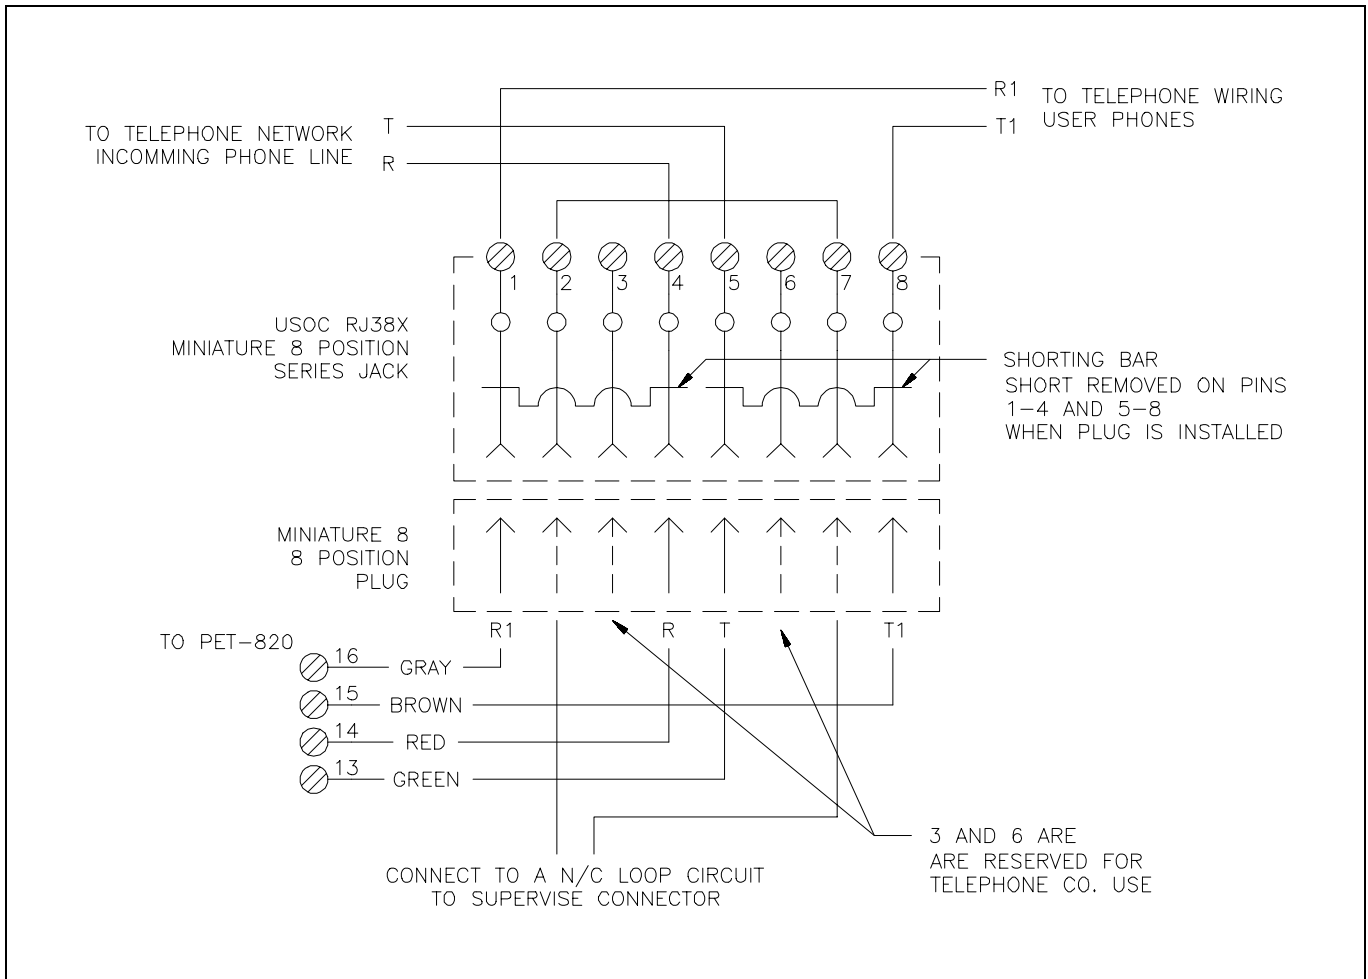 R1
TO TELEPHONE WIRING
USER PHONES
T1
TO TELEPHONE NETWORK
INCOMMING PHONE LINE
T
R
1 2 3 4 5 6 7 8
USOC RJ38X
MINIATURE 8 POSITION
SERIES JACK
SHORTING BAR
SHORT REMOVED ON PINS
1-4 AND 5-8
WHEN PLUG IS INSTALLED
MINIATURE 8
8 POSITION
PLUG
R1 R T T1
TO PET-820
16 GRAY
15 BROWN
14 RED
13 GREEN
3 AND 6 ARE
ARE RESERVED FOR
TELEPHONE CO. USE
CONNECT TO A N/C LOOP CIRCUIT
TO SUPERVISE CONNECTOR